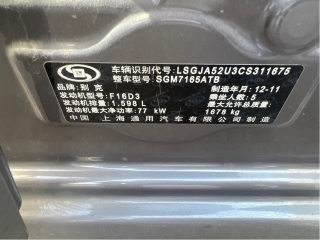 车辆识别代号: LSGJA52U3CS311675
整车型号: SGM7165ATB
品牌: 别 克 制造年月: 12-11
发动机型号: F16D3 乘坐人数: 5
发动机排量: 1.598 L 最大允许总质量:
发动机最大净功率: 77 kW 1678 kg
中国 上海通用汽车有限公司制造